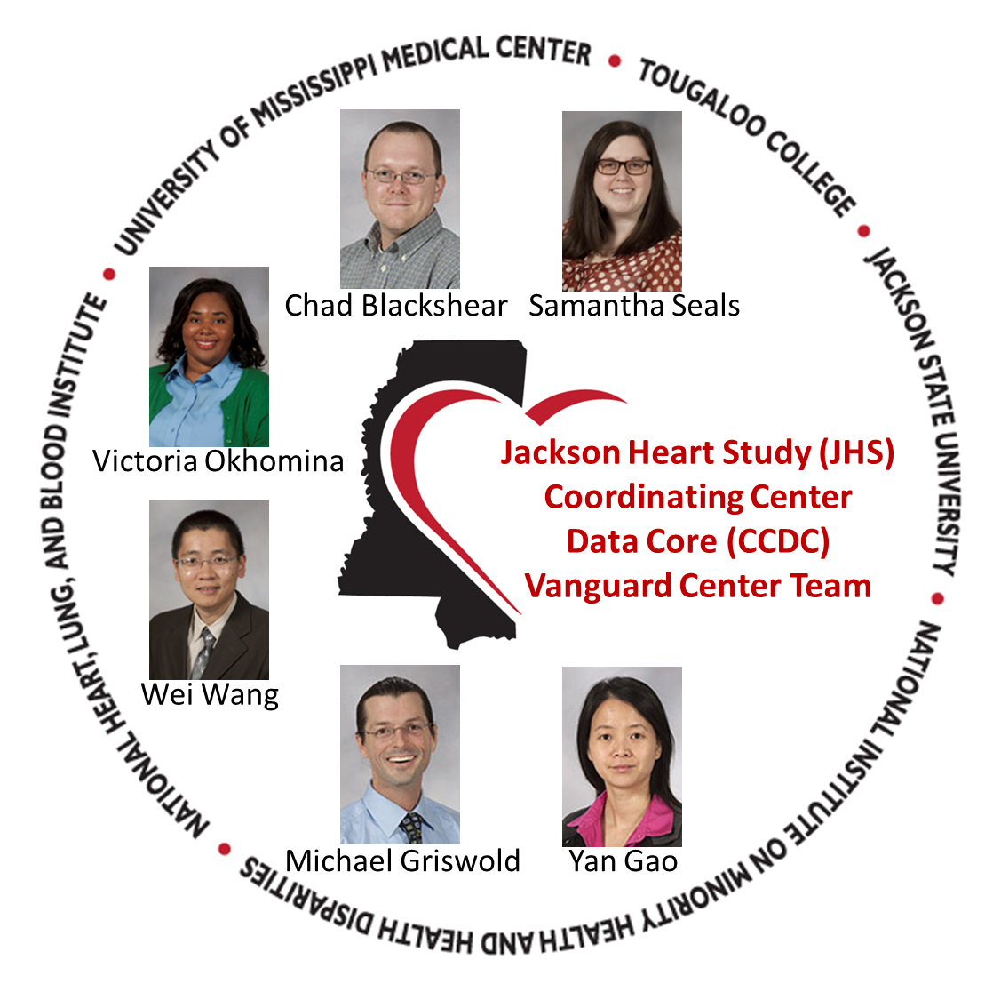 UNIVERSITY OF MISSISSIPPI MEDICAL CENTER • TOUGALOO COLLEGE • JACKSON STATE UNIVERSITY • NATIONAL INSTITUTE ON MINORITY HEALTH AND HEALTH DISPARITIES • NATIONAL HEART, LUNG, AND BLOOD INSTITUTE •
Chad Blackshear
Samantha Seals
Victoria Okhomina
Jackson Heart Study (JHS)
Coordinating Center
Data Core (CCDC)
Vanguard Center Team
Wei Wang
Michael Griswold
Yan Gao